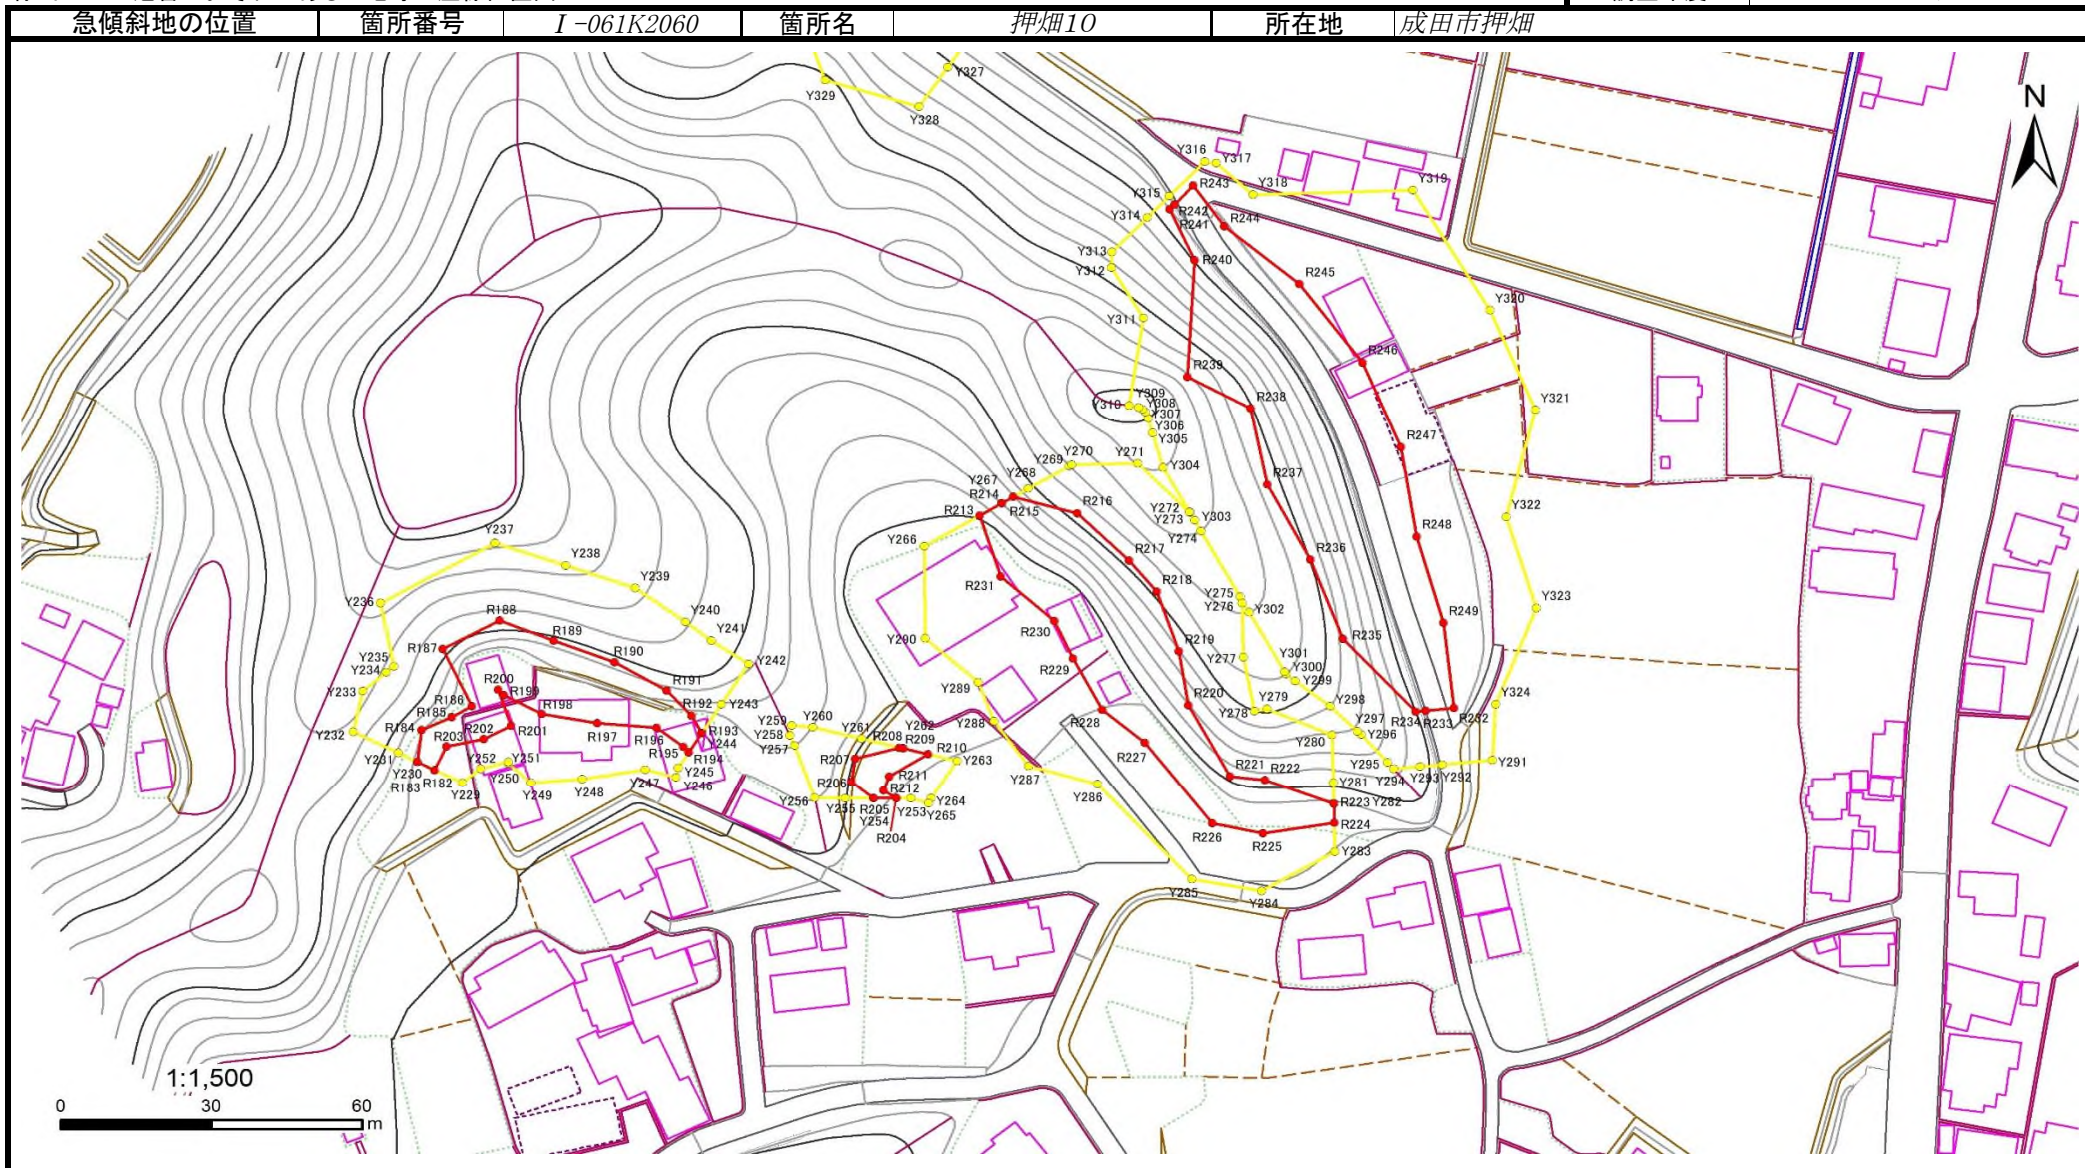 急傾斜地の位置 箇所番号 I-061K2060 箇所名 押畑10 所在地 成田市押畑
N
Y327
Y329
Y328
Y316
Y317
R243
Y318
Y319
Y315
R242
Y314
R241
R244
Y313
R240
Y312
R245
Y320
Y311
R246
R239
Y309
Y310
Y308
R238
Y307
Y321
Y306
Y305
R247
Y270
Y271
Y269
Y304
Y268
R237
Y267
R214
R216
R213
R215
Y272
Y303
Y322
Y273
R248
Y274
Y237
Y266
Y238
R217
R236
Y239
R231
R218
Y236
Y275
Y276
Y302
Y323
R188
Y240
R230
R249
R189
Y241
Y290
R219
R235
R187
R190
Y235
Y242
R229
Y277
Y301
Y234
Y300
R200
R191
Y289
Y299
Y233
R199
R220
R186
Y243
R228
Y279
Y298
Y324
R198
Y278
R234
R233
R232
R185
R192
Y259
Y260
Y288
Y297
R184
R202
R201
R197
Y232
R203
R196
R193
Y258
Y261
Y262
R227
Y280
Y296
Y244
Y257
R208
R209
R195
R194
R210
Y231
Y252
Y251
R207
Y263
Y287
Y295
Y291
Y230
Y250
Y245
R211
R221
R222
Y294
Y293
Y292
R183
R182
Y229
Y249
Y248
Y247
Y246
R206
R212
Y286
Y281
Y256
Y255
R205
Y253
Y264
R223
Y282
Y254
Y265
R226
R224
R204
R225
Y283
Y285
Y284
1:1,500
0 30 60
m